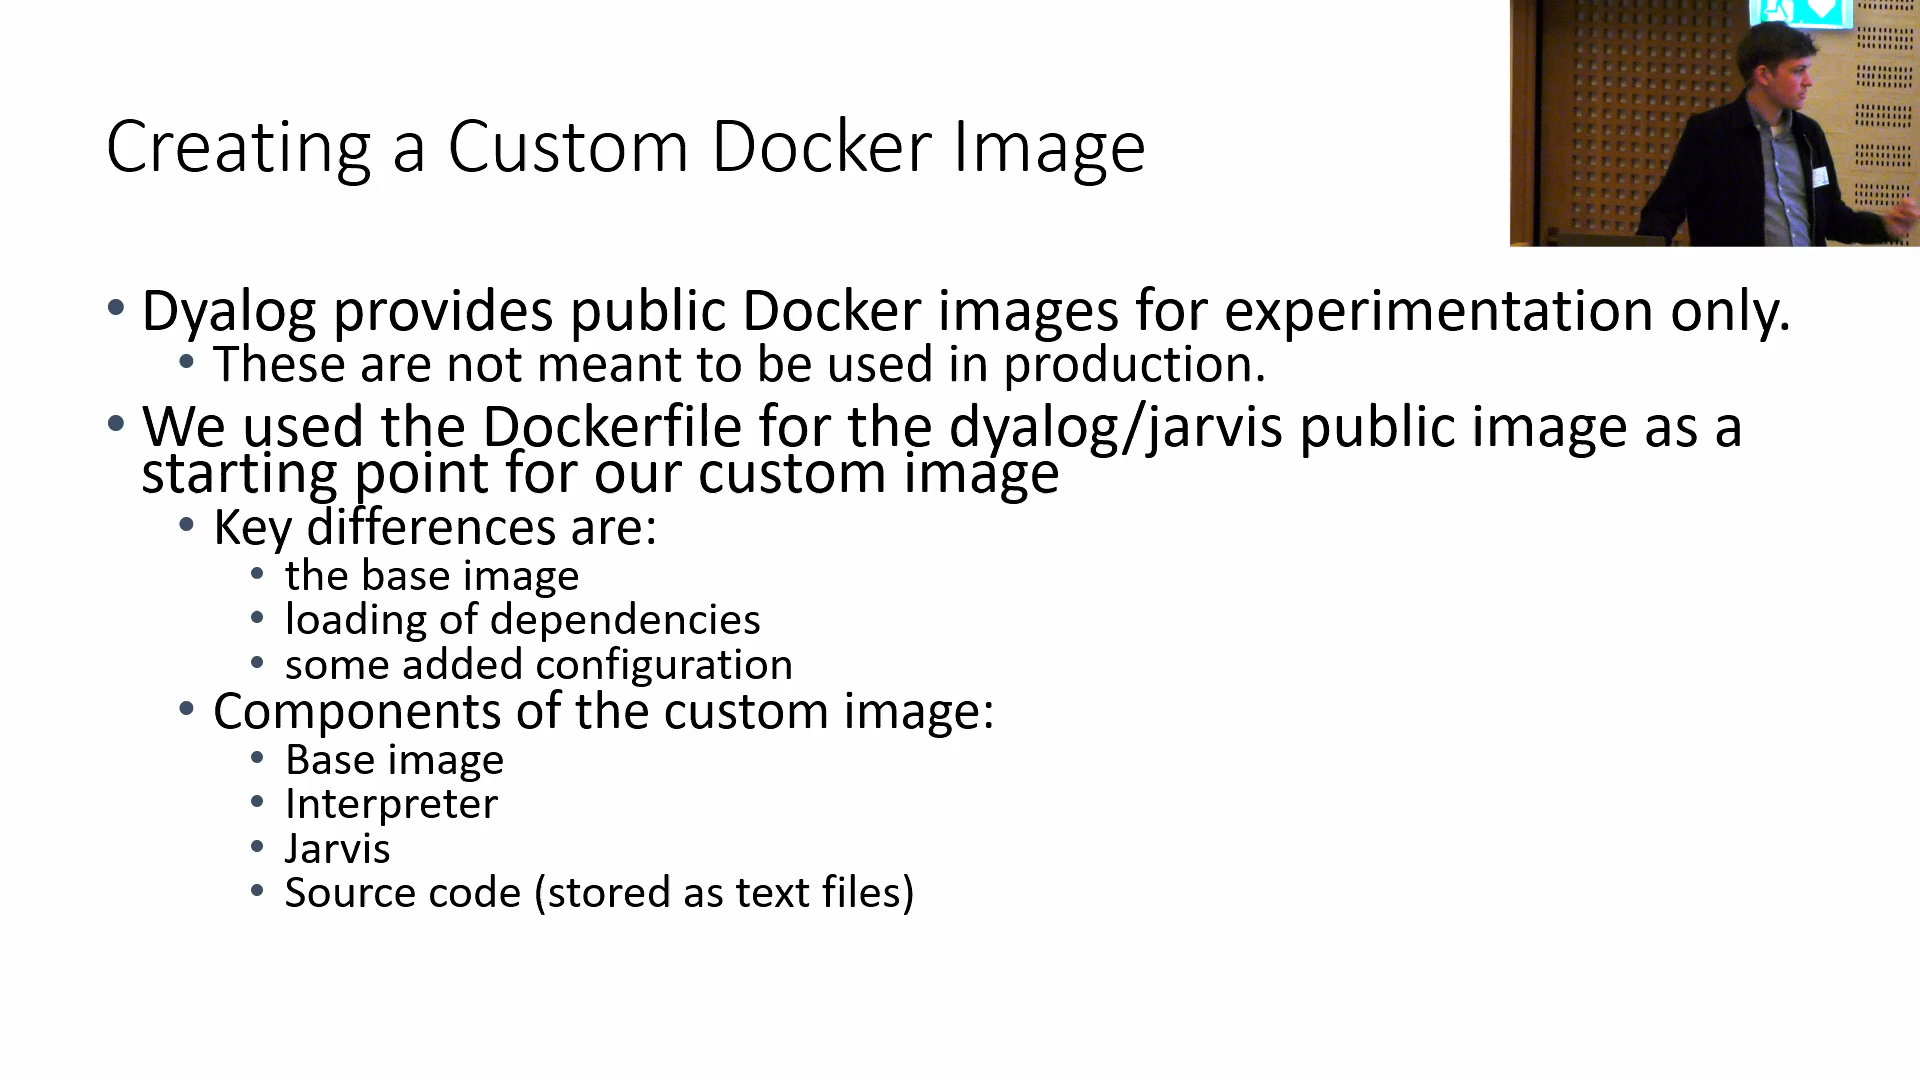 Creating a Custom Docker Image
• Dyalog provides public Docker images for experimentation only.
• These are not meant to be used in production.
• We used the Dockerfile for the dyalog/jarvis public image as a
starting point for our custom image
• Key differences are:
• the base image
• loading of dependencies
• some added configuration
• Components of the custom image:
• Base image
• Interpreter
• Jarvis
• Source code (stored as text files)